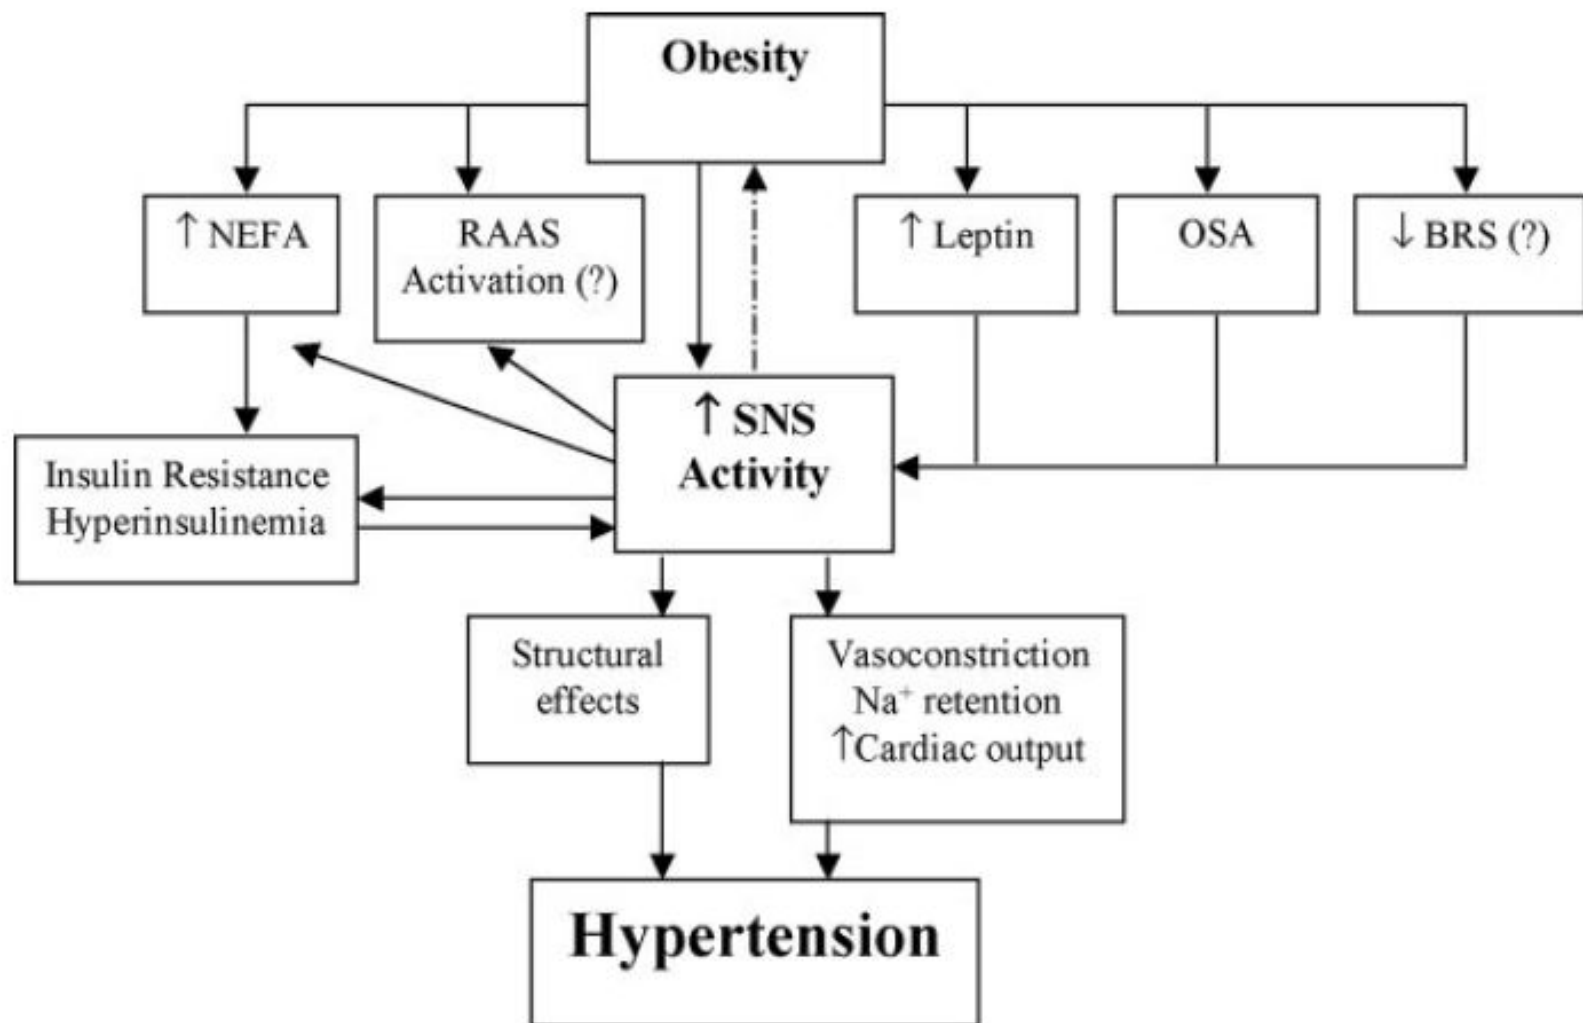 Obesity
↑ NEFA
RAAS
Activation (?)
↑ Leptin
OSA
↓ BRS (?)
↑ SNS
Activity
Insulin Resistance
Hyperinsulinemia
Structural
effects
Vasoconstriction
Na⁺ retention
↑Cardiac output
Hypertension